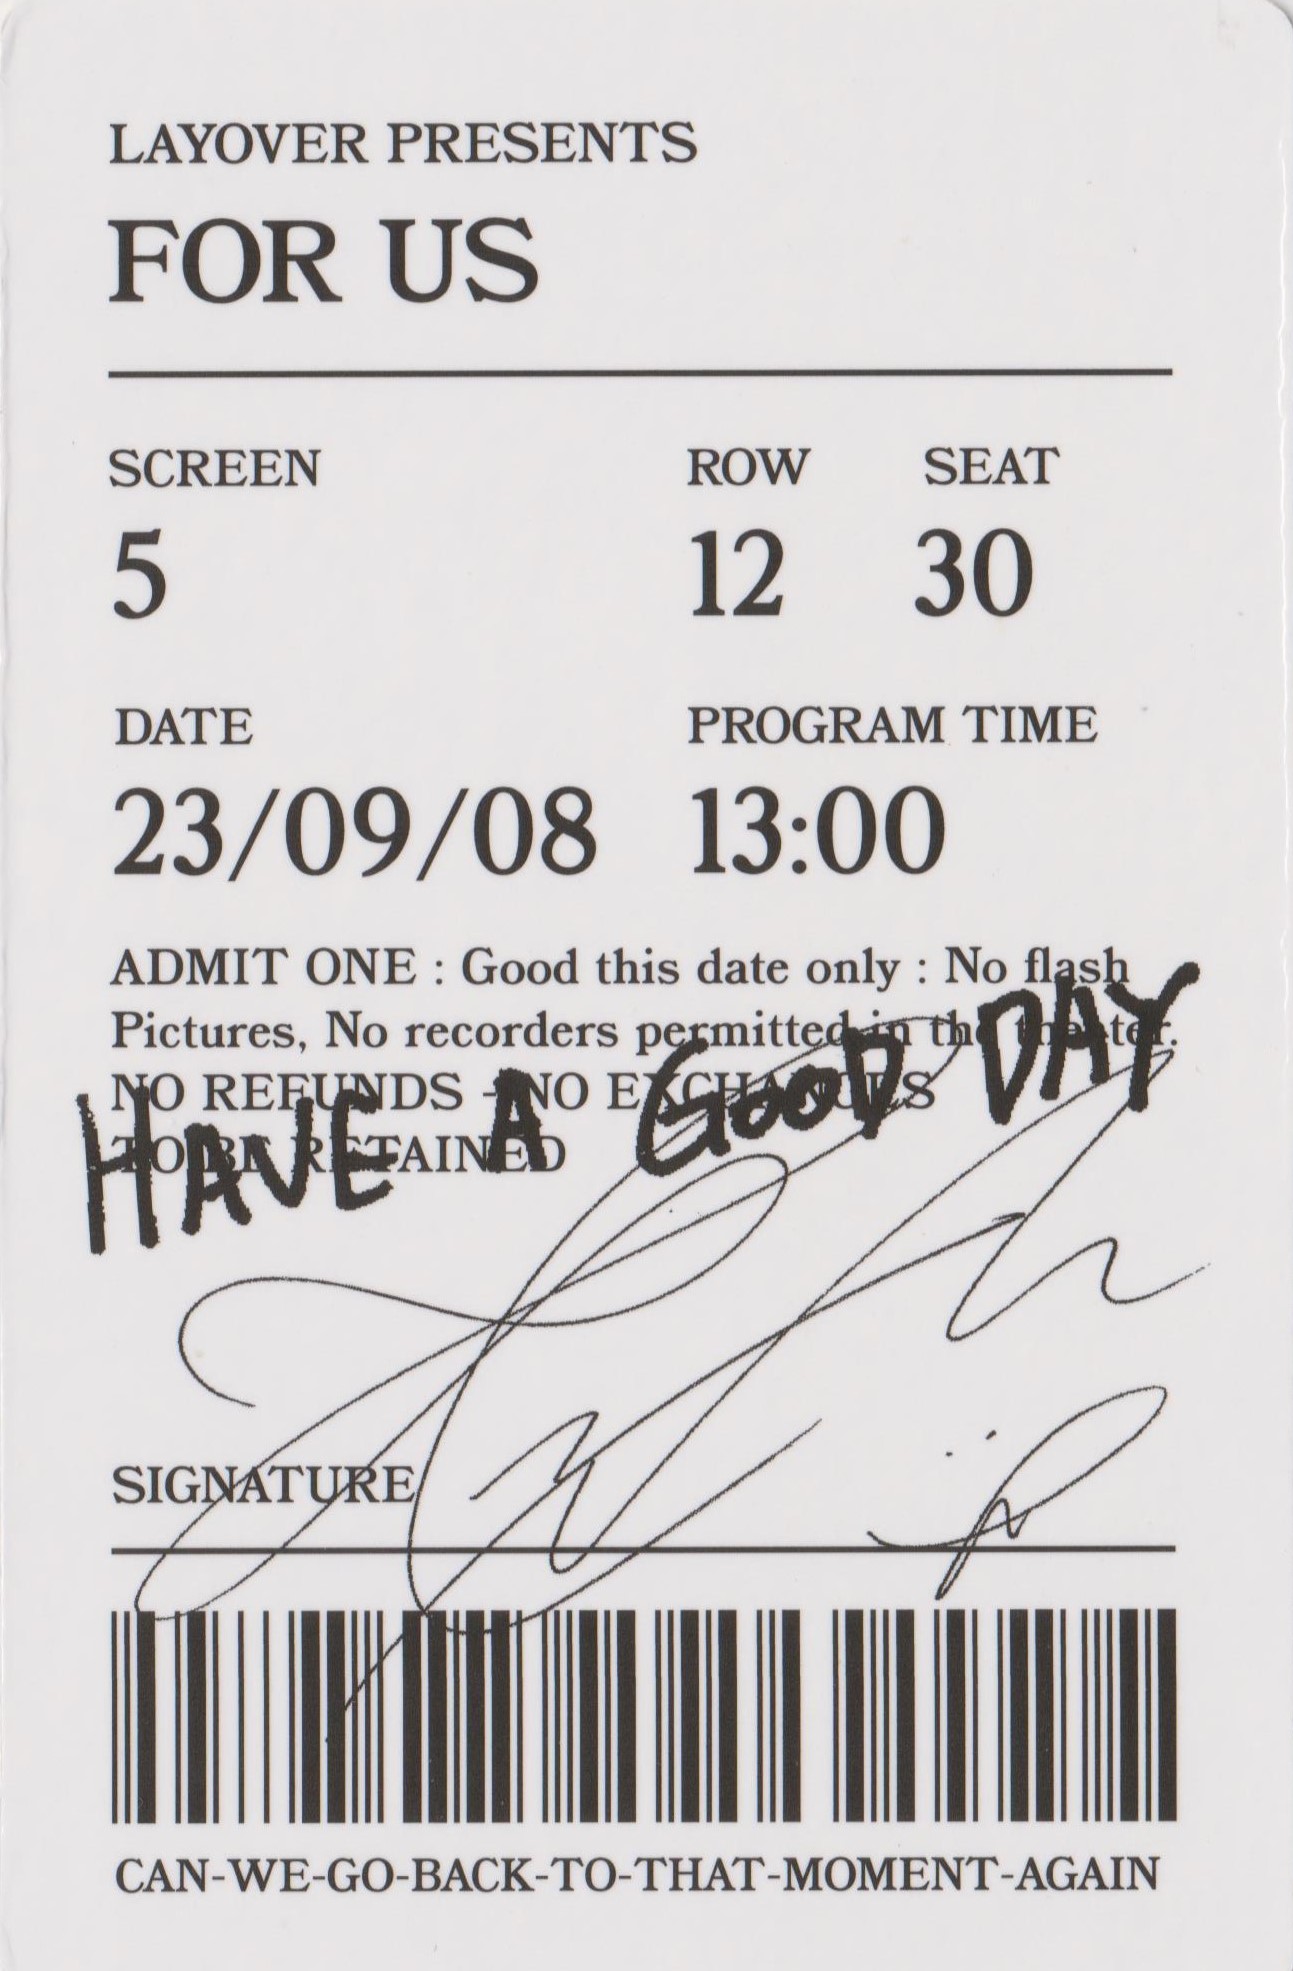 LAYOVER PRESENTS
FOR US
SCREEN ROW SEAT
5 12 30
DATE PROGRAM TIME
23/09/08 13:00
ADMIT ONE : Good this date only : No flash
Pictures, No recorders permitted in the theater.
NO REFUNDS - NO EXCHANGES
TO BE RETAINED
HAVE A GOOD DAY
SIGNATURE
CAN-WE-GO-BACK-TO-THAT-MOMENT-AGAIN